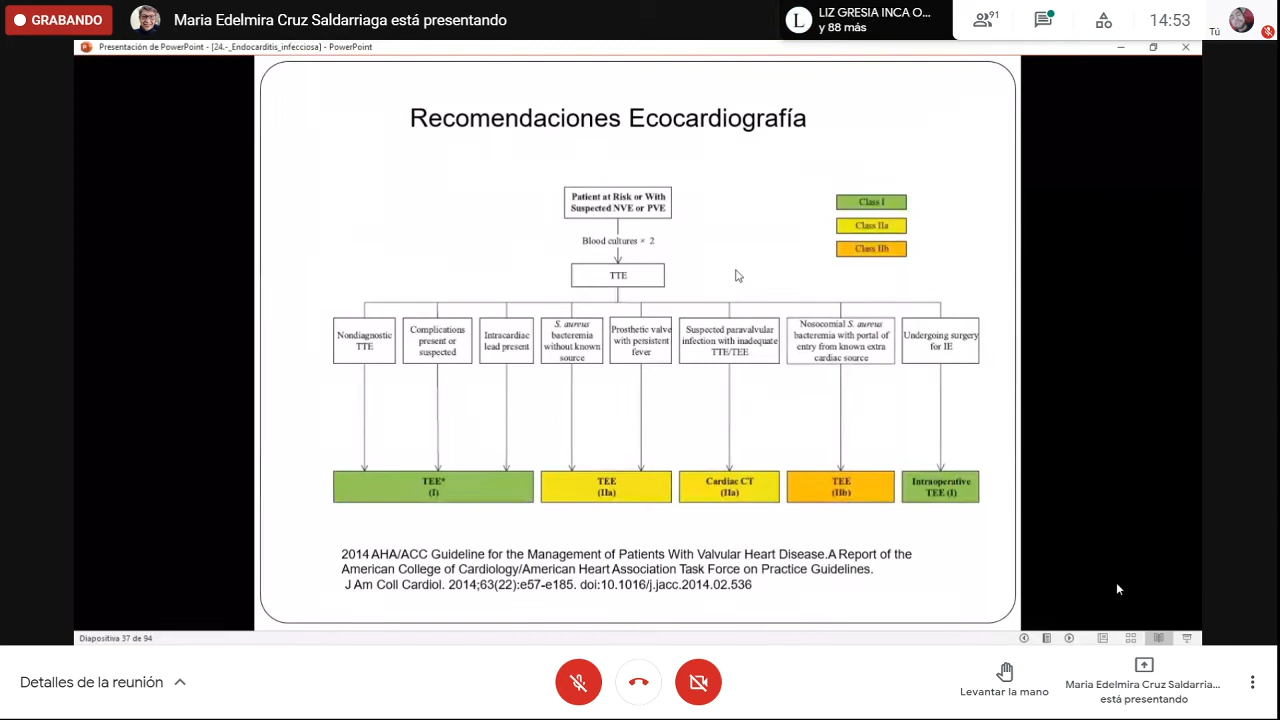 GRABANDO
Maria Edelmira Cruz Saldarriaga está presentando
L
LIZ GRESIA INCA O...
y 88 más
91
14:53
Tú
Presentación de PowerPoint - [24.-_Endocarditis_infecciosa] - PowerPoint
Recomendaciones Ecocardiografía
Patient at Risk or With
Suspected NVE or PVE
Blood cultures × 2
TTE
Class I
Class IIa
Class IIb
Nondiagnostic
TTE
Complications
present or
suspected
Intracardiac
lead present
S. aureus
bacteremia
without known
source
Prosthetic valve
with persistent
fever
Suspected paravalvular
infection with inadequate
TTE/TEE
Nosocomial S. aureus
bacteremia with portal of
entry from known extra
cardiac source
Undergoing surgery
for IE
TEE*
(I)
TEE
(IIa)
Cardiac CT
(IIa)
TEE
(IIb)
Intraoperative
TEE (I)
2014 AHA/ACC Guideline for the Management of Patients With Valvular Heart Disease.A Report of the
American College of Cardiology/American Heart Association Task Force on Practice Guidelines.
J Am Coll Cardiol. 2014;63(22):e57-e185. doi:10.1016/j.jacc.2014.02.536
Diapositiva 37 de 94
Detalles de la reunión
Levantar la mano
Maria Edelmira Cruz Saldarria...
está presentando